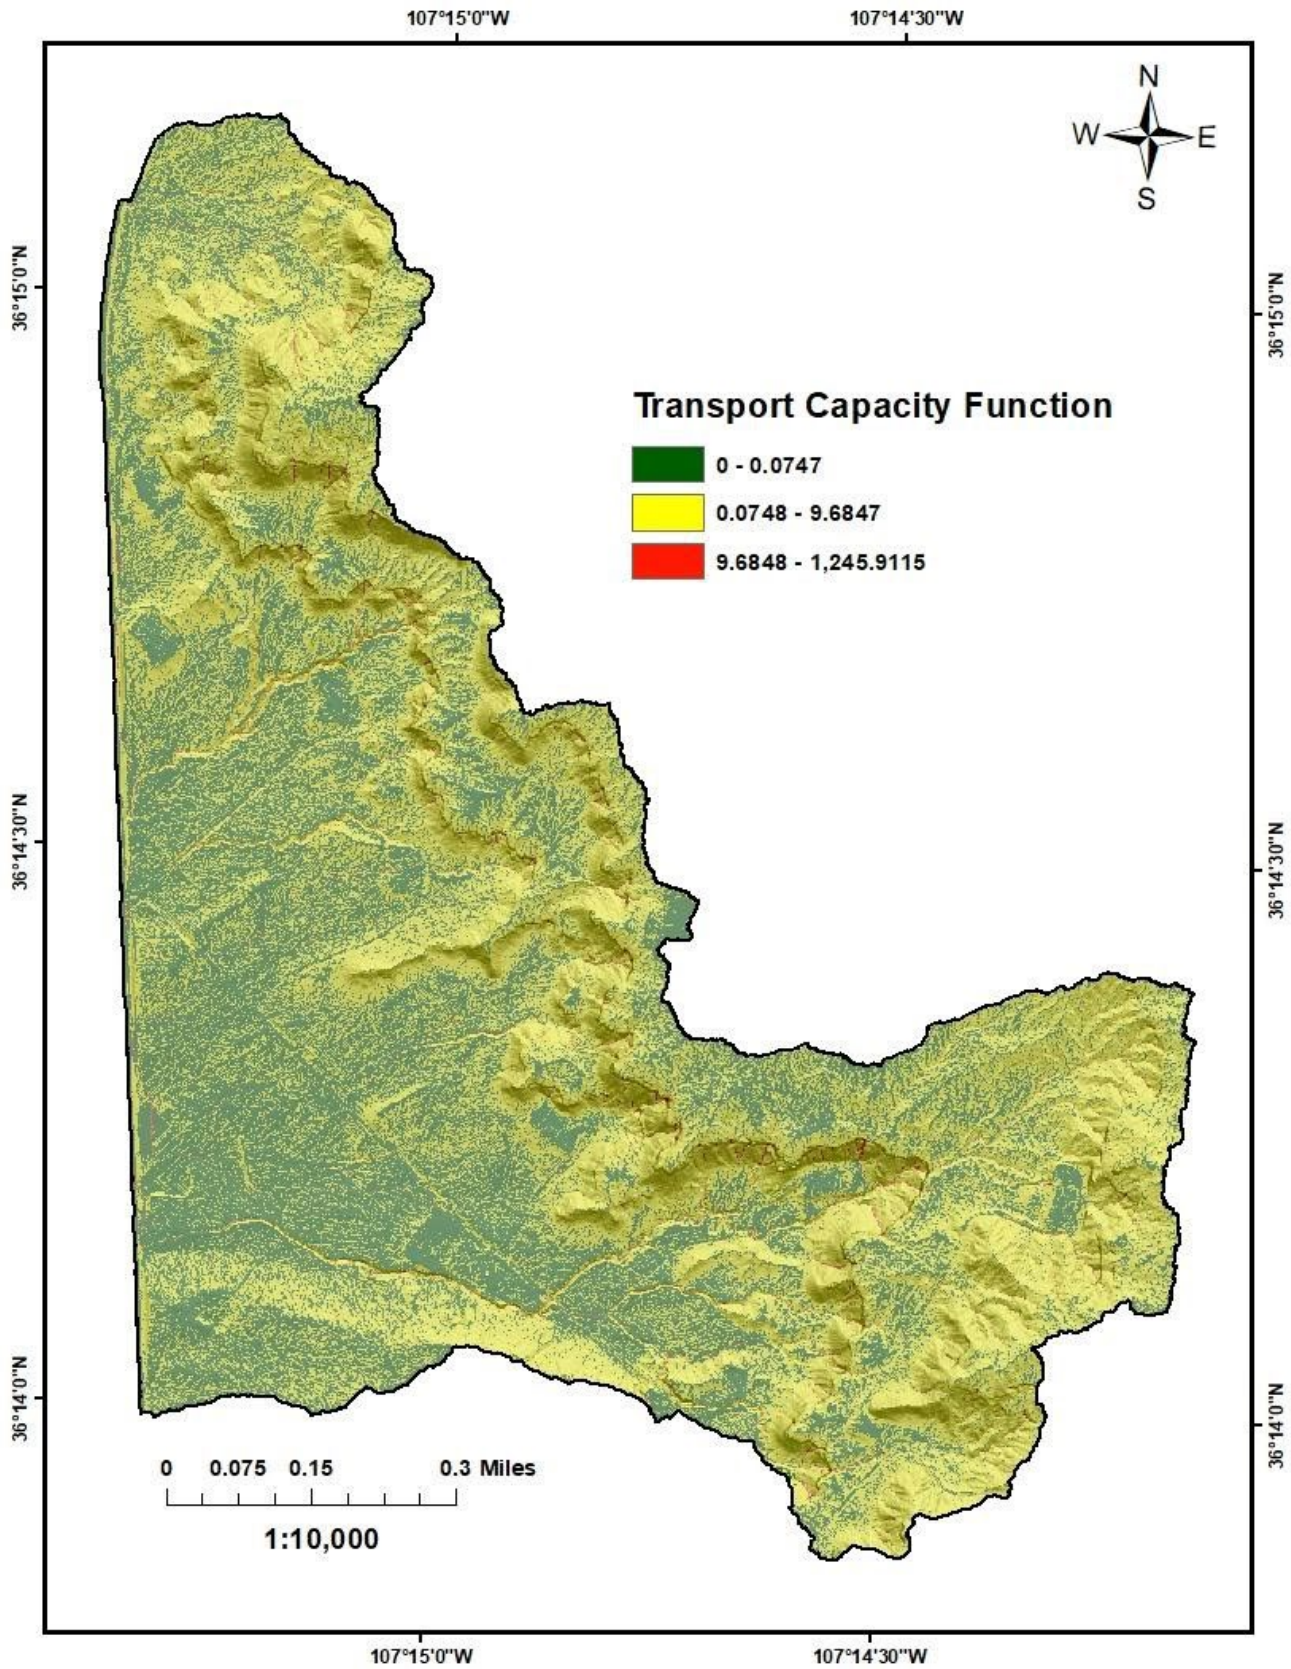 107°15'0"W 107°14'30"W
N
W E
S
36°15'0"N
36°15'0"N
Transport Capacity Function
0 - 0.0747
0.0748 - 9.6847
9.6848 - 1,245.9115
36°14'30"N
36°14'30"N
36°14'0"N
36°14'0"N
0 0.075 0.15 0.3 Miles
1:10,000
107°15'0"W 107°14'30"W